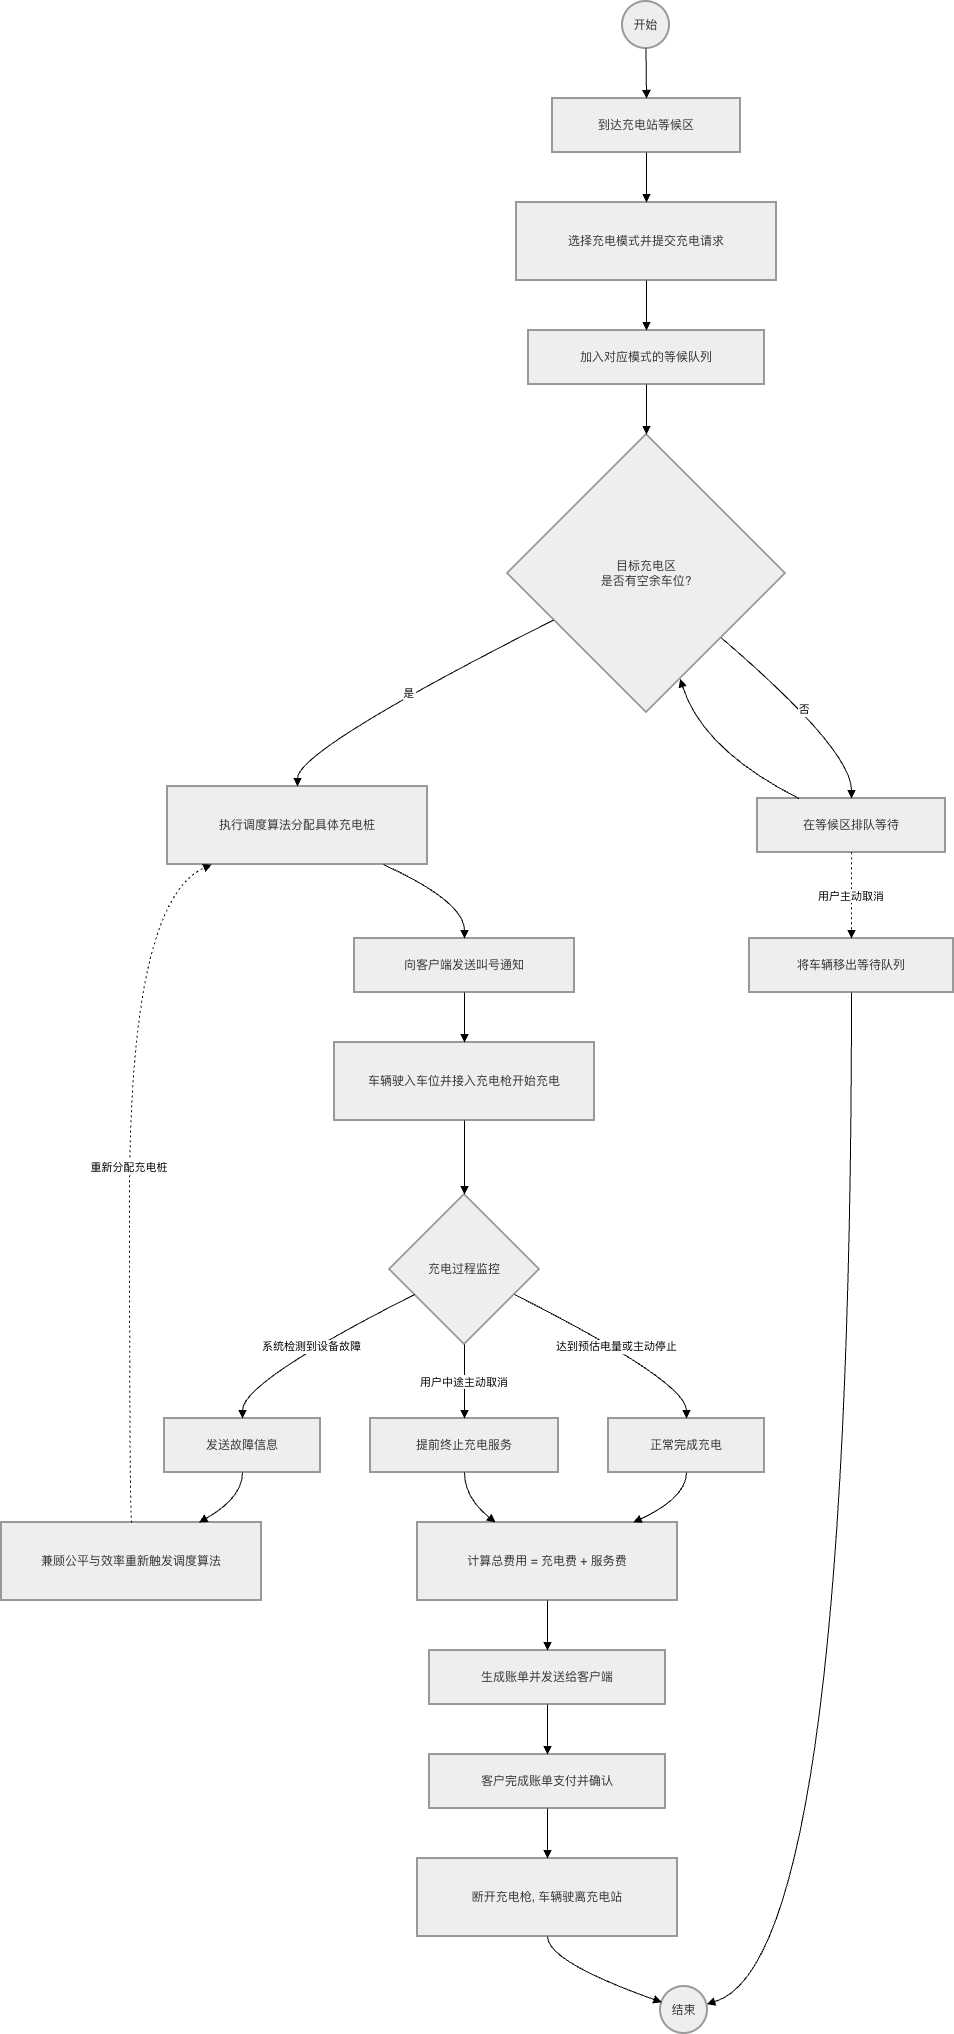 开始
到达充电站等候区
选择充电模式并提交充电请求
加入对应模式的等候队列
目标充电区
是否有空余车位?
是
否
执行调度算法分配具体充电桩
在等候区排队等待
用户主动取消
向客户端发送叫号通知
将车辆移出等待队列
车辆驶入车位并接入充电枪开始充电
重新分配充电桩
充电过程监控
系统检测到设备故障
达到预估电量或主动停止
用户中途主动取消
发送故障信息
提前终止充电服务
正常完成充电
兼顾公平与效率重新触发调度算法
计算总费用 = 充电费 + 服务费
生成账单并发送给客户端
客户完成账单支付并确认
断开充电枪, 车辆驶离充电站
结束